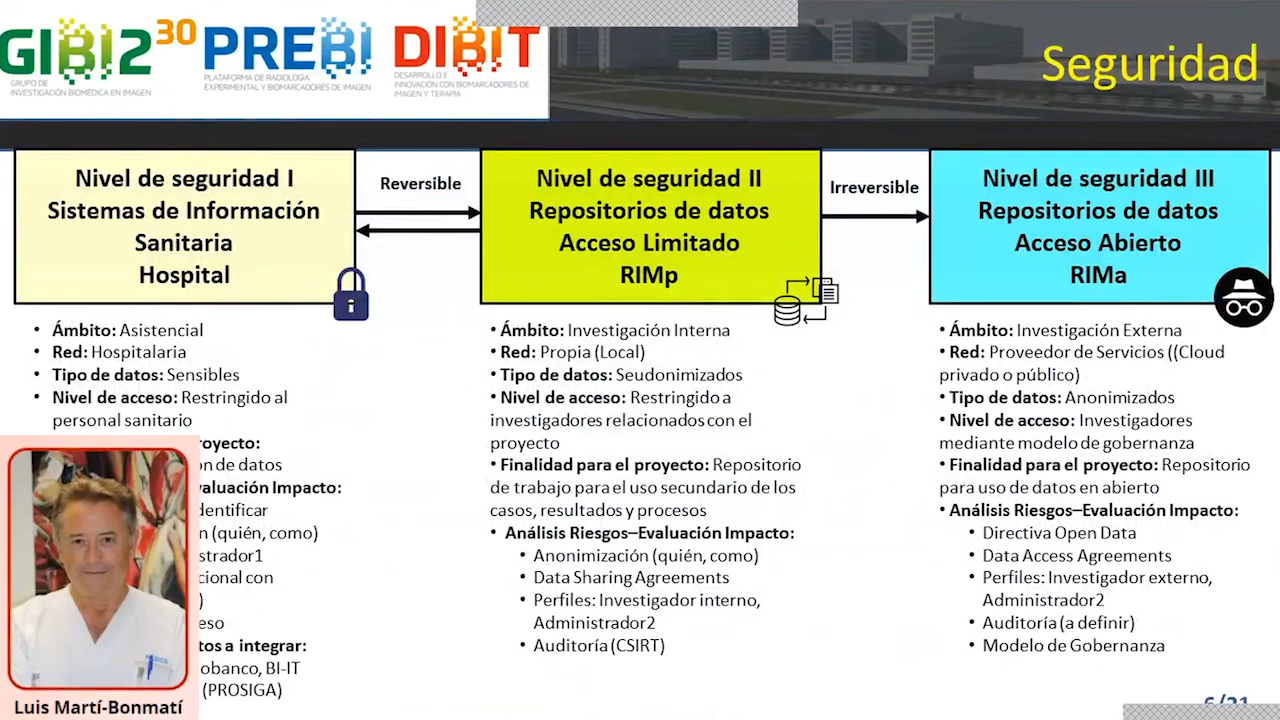 GIBI2 30
GRUPO DE
INVESTIGACIÓN BIOMÉDICA EN IMAGEN
PREBI
PLATAFORMA DE RADIOLOGÍA
EXPERIMENTAL Y BIOMARCADORES DE IMAGEN
DIBIT
DESARROLLO E
INNOVACIÓN CON BIOMARCADORES DE
IMAGEN Y TERAPIA
Seguridad
Nivel de seguridad I
Sistemas de Información
Sanitaria
Hospital
Reversible
Nivel de seguridad II
Repositorios de datos
Acceso Limitado
RIMp
Irreversible
Nivel de seguridad III
Repositorios de datos
Acceso Abierto
RIMa
• Ámbito: Asistencial
• Red: Hospitalaria
• Tipo de datos: Sensibles
• Nivel de acceso: Restringido al
personal sanitario
royecto:
ón de datos
valuación Impacto:
dentificar
n (quién, como)
strador1
cional con
)
eso
tos a integrar:
obanco, BI-IT
(PROSIGA)
• Ámbito: Investigación Interna
• Red: Propia (Local)
• Tipo de datos: Seudonimizados
• Nivel de acceso: Restringido a
investigadores relacionados con el
proyecto
• Finalidad para el proyecto: Repositorio
de trabajo para el uso secundario de los
casos, resultados y procesos
• Análisis Riesgos–Evaluación Impacto:
• Anonimización (quién, como)
• Data Sharing Agreements
• Perfiles: Investigador interno,
Administrador2
• Auditoría (CSIRT)
• Ámbito: Investigación Externa
• Red: Proveedor de Servicios ((Cloud
privado o público)
• Tipo de datos: Anonimizados
• Nivel de acceso: Investigadores
mediante modelo de gobernanza
• Finalidad para el proyecto: Repositorio
para uso de datos en abierto
• Análisis Riesgos–Evaluación Impacto:
• Directiva Open Data
• Data Access Agreements
• Perfiles: Investigador externo,
Administrador2
• Auditoría (a definir)
• Modelo de Gobernanza
Luis Martí-Bonmatí
6/21